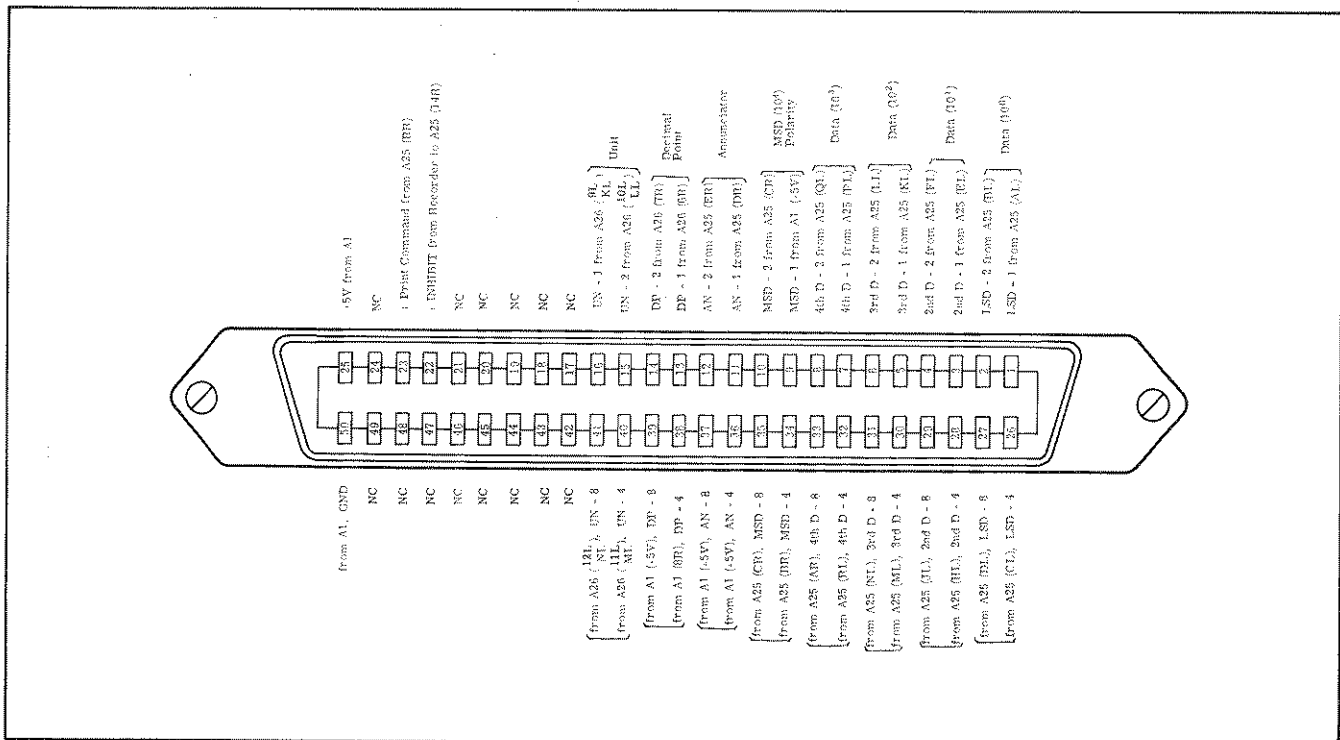 +5V from A1
NC
↓ Print Command from A25 (BR)
↓ INHIBIT from Recorder to A25 (14R)
NC
NC
NC
NC
NC
UN - 1 from A26 (9L KL)
UN - 2 from A26 (10L LL)
Unit
DP - 2 from A26 (7R)
DP - 1 from A26 (6R)
Decimal Point
AN - 2 from A25 (ER)
AN - 1 from A25 (DR)
Annunciator
MSD - 2 from A25 (CR)
MSD - 1 from A1 (+5V)
MSD (10⁴) Polarity
4th D - 2 from A25 (QL)
4th D - 1 from A25 (PL)
Data (10³)
3rd D - 2 from A25 (LL)
3rd D - 1 from A25 (KL)
Data (10²)
2nd D - 2 from A25 (FL)
2nd D - 1 from A25 (EL)
Data (10¹)
LSD - 2 from A25 (BL)
LSD - 1 from A25 (AL)
Data (10⁰)
25 24 23 22 21 20 19 18 17 16 15 14 13 12 11 10 9 8 7 6 5 4 3 2 1
50 49 48 47 46 45 44 43 42 41 40 39 38 37 36 35 34 33 32 31 30 29 28 27 26
from A1, GND
NC
NC
NC
NC
NC
NC
NC
NC
from A26 (12L NL), UN - 8
from A26 (11L ML), UN - 4
from A1 (+5V), DP - 8
from A1 (8R), DP - 4
from A1 (+5V), AN - 8
from A1 (+5V), AN - 4
from A25 (CR), MSD - 8
from A25 (BR), MSD - 4
from A25 (AR), 4th D - 8
from A25 (RL), 4th D - 4
from A25 (NL), 3rd D - 8
from A25 (ML), 3rd D - 4
from A25 (JL), 2nd D - 8
from A25 (HL), 2nd D - 4
from A25 (DL), LSD - 8
from A25 (CL), LSD - 4